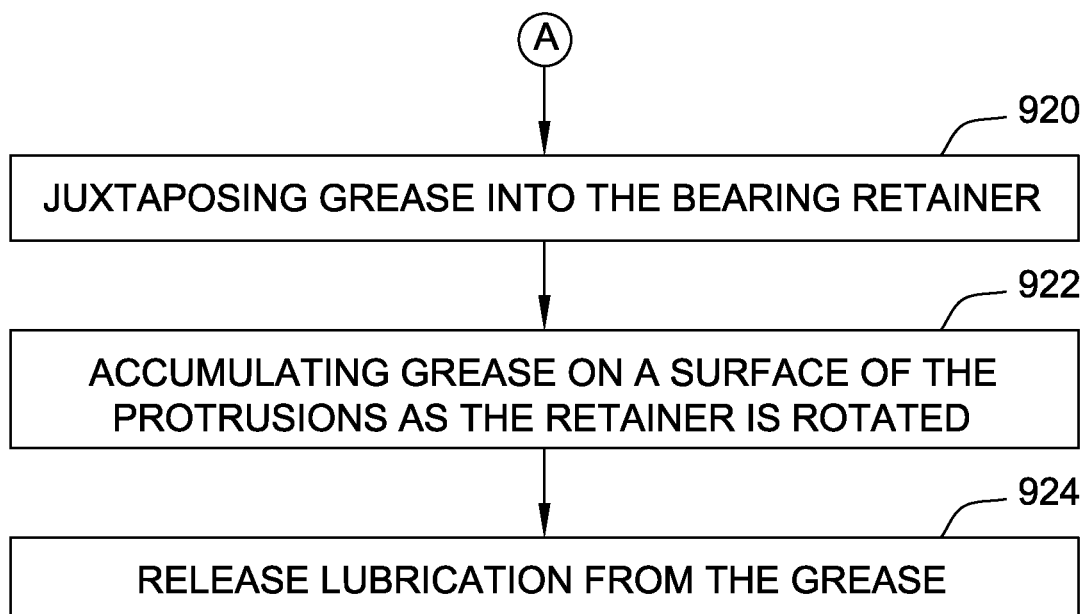 A
920
JUXTAPOSING GREASE INTO THE BEARING RETAINER
922
ACCUMULATING GREASE ON A SURFACE OF THE
PROTRUSIONS AS THE RETAINER IS ROTATED
924
RELEASE LUBRICATION FROM THE GREASE